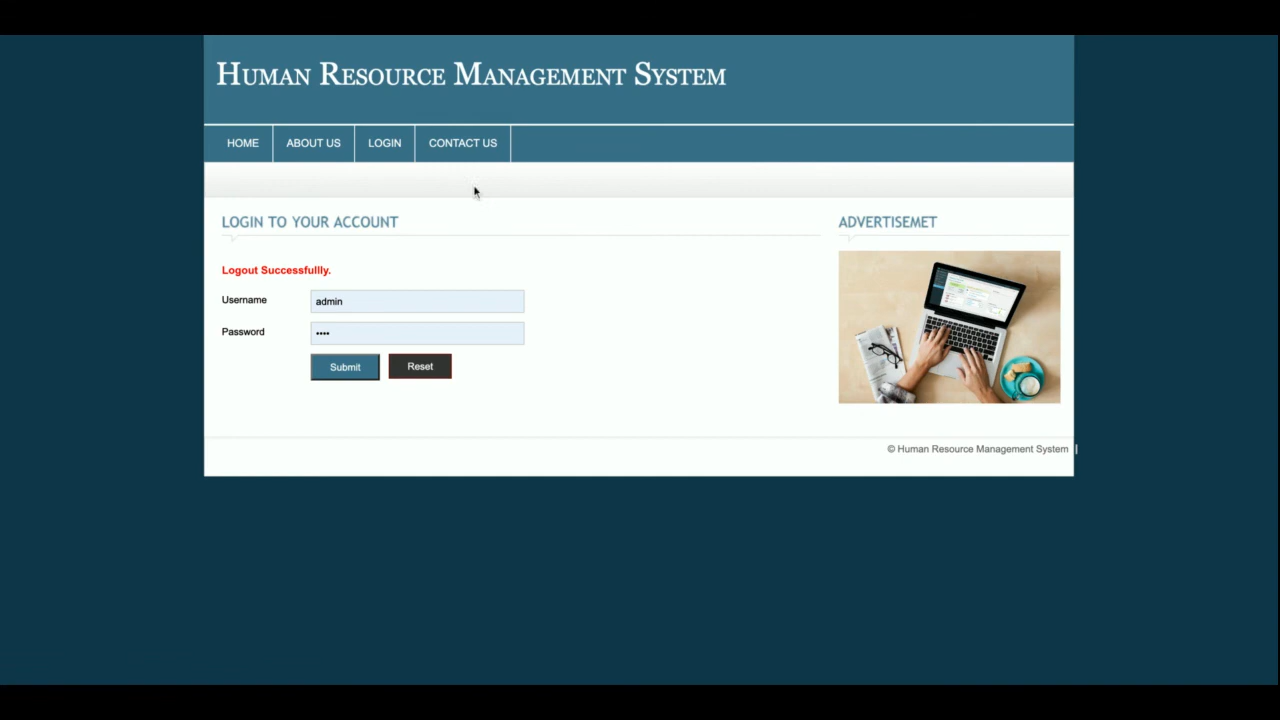 Human Resource Management System
HOME ABOUT US LOGIN CONTACT US
LOGIN TO YOUR ACCOUNT
ADVERTISEMET
Logout Successfullly.
Username admin
Password ••••
Submit Reset
© Human Resource Management System |